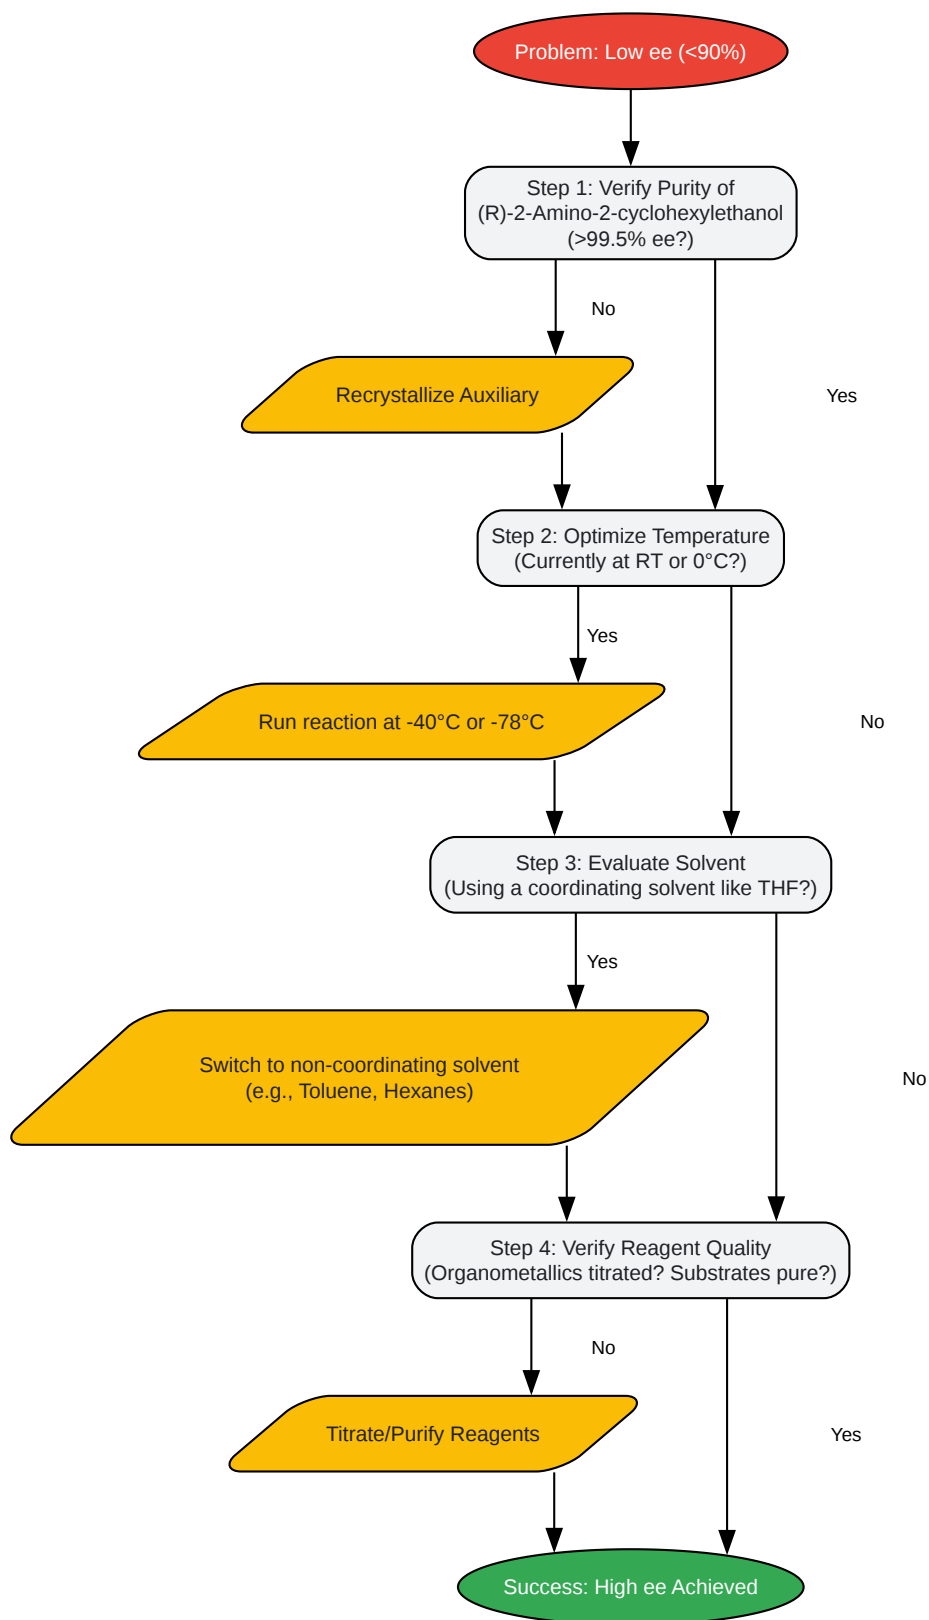 Problem: Low ee (<90%)
Step 1: Verify Purity of
(R)-2-Amino-2-cyclohexylethanol
(>99.5% ee?)
No
Recrystallize Auxiliary
Yes
Step 2: Optimize Temperature
(Currently at RT or 0°C?)
Yes
Run reaction at -40°C or -78°C
No
Step 3: Evaluate Solvent
(Using a coordinating solvent like THF?)
Yes
Switch to non-coordinating solvent
(e.g., Toluene, Hexanes)
No
Step 4: Verify Reagent Quality
(Organometallics titrated? Substrates pure?)
No
Titrate/Purify Reagents
Yes
Success: High ee Achieved